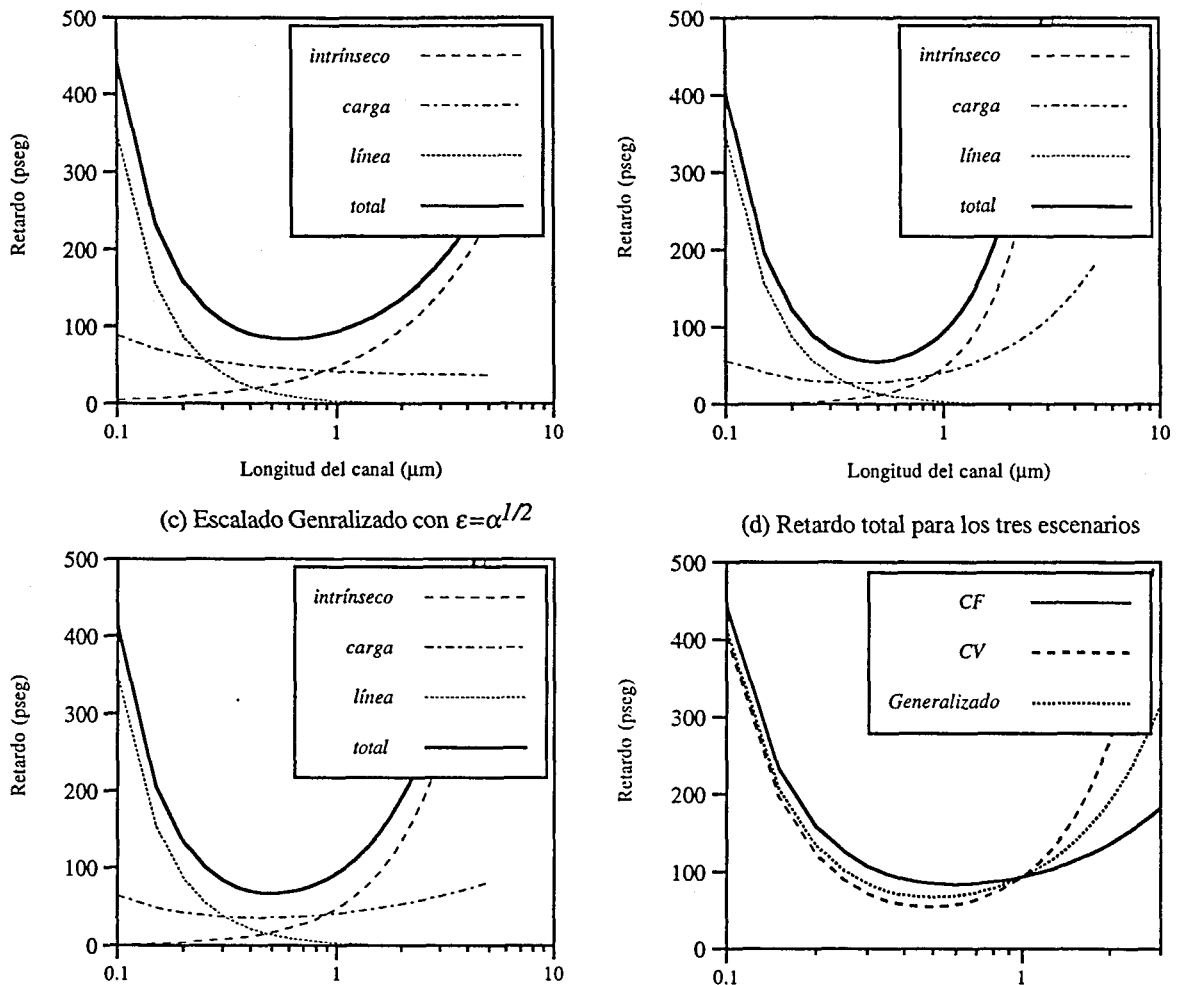 500
400
300
200
100
0
Retardo (pseg)
intrínseco
carga
línea
total
0.1
1
10
Longitud del canal (μm)
500
400
300
200
100
0
Retardo (pseg)
intrínseco
carga
línea
total
0.1
1
10
Longitud del canal (μm)
(c) Escalado Genralizado con ε=α1/2
500
400
300
200
100
0
Retardo (pseg)
intrínseco
carga
línea
total
0.1
1
10
(d) Retardo total para los tres escenarios
500
400
300
200
100
0
Retardo (pseg)
CF
CV
Generalizado
0.1
1